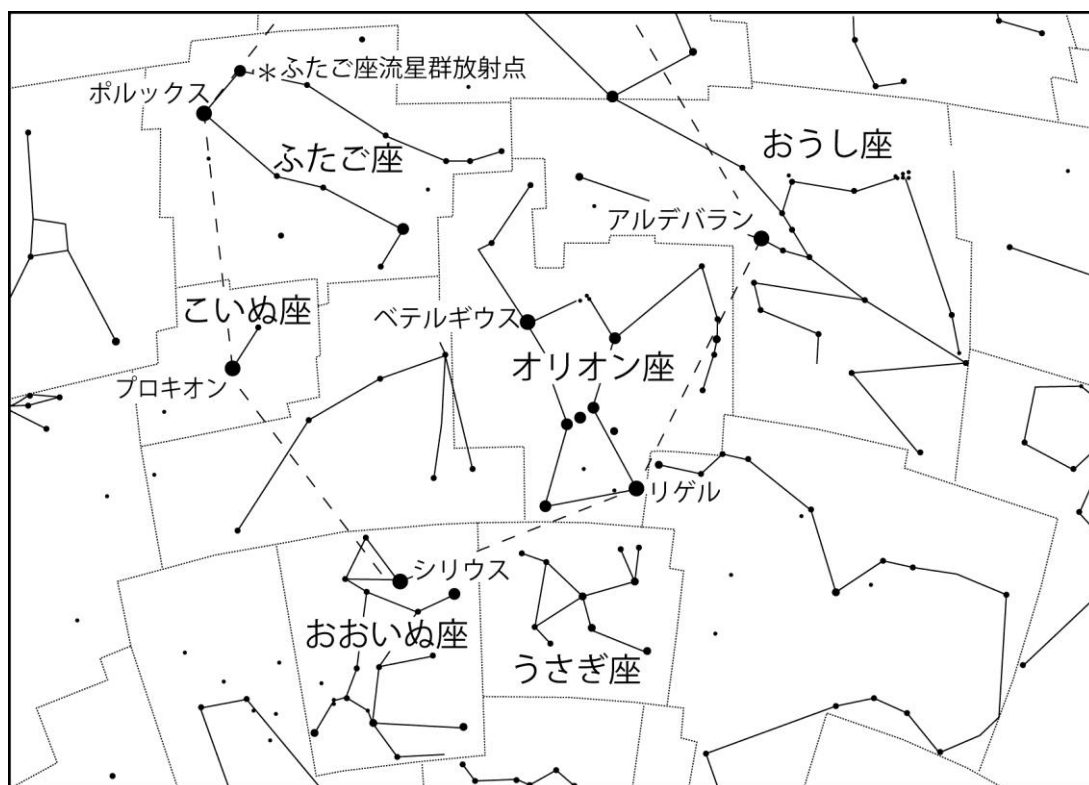 ＊ふたご座流星群放射点
ポルックス
ふたご座
おうし座
アルデバラン
こいぬ座
ベテルギウス
オリオン座
プロキオン
リゲル
シリウス
おおいぬ座
うさぎ座